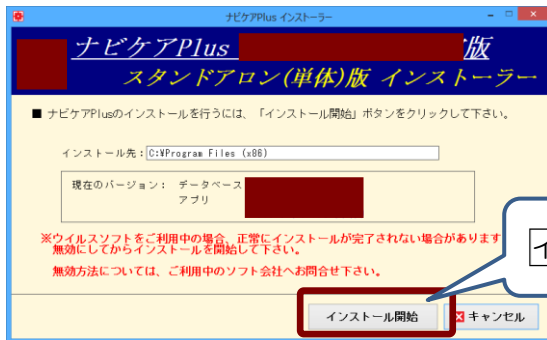 ナビケアPlus インストーラー
ナビケアPlus 版
スタンドアロン(単体)版 インストーラー
■ ナビケアPlusのインストールを行うには、「インストール開始」ボタンをクリックして下さい。
インストール先：C:¥Program Files (x86)
現在のバージョン： データベース
アプリ
※ウイルスソフトをご利用中の場合、正常にインストールが完了されない場合があります
無効にしてからインストールを開始して下さい。
無効方法については、ご利用中のソフト会社へお問合せ下さい。
イ
インストール開始 キャンセル